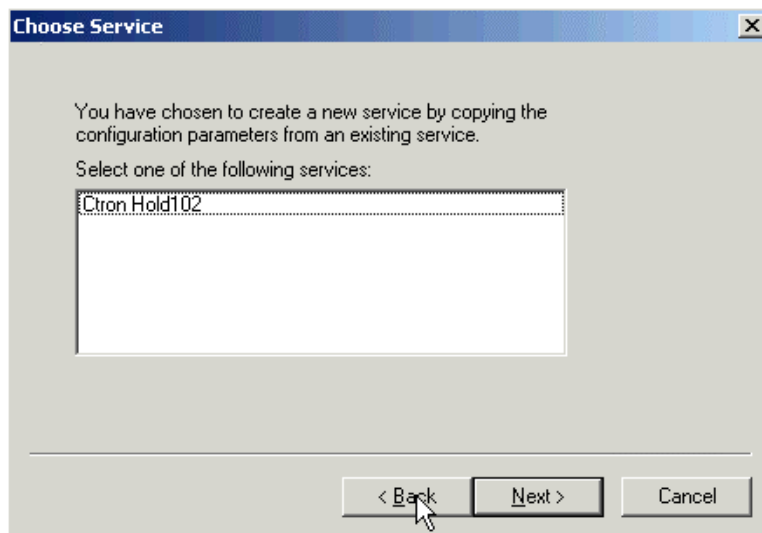 Choose Service
You have chosen to create a new service by copying the
configuration parameters from an existing service.
Select one of the following services:
Ctron Hold102
< Back
Next >
Cancel